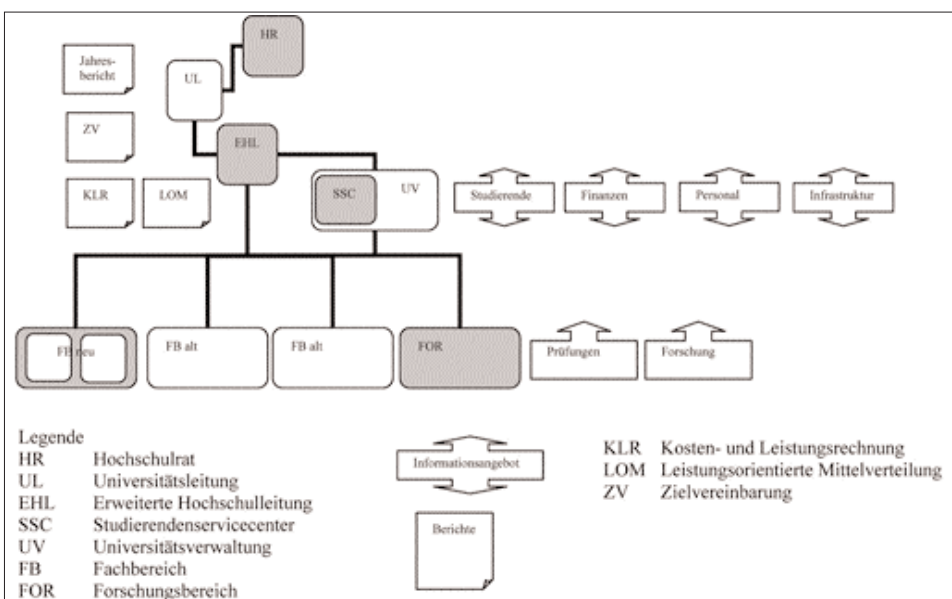 HR
Jahres-
bericht
UL
ZV
EHL
KLR
LOM
SSC
UV
Studierende
Finanzen
Personal
Infrastruktur
FB neu
FB alt
FB alt
FOR
Prüfungen
Forschung
Legende
HR Hochschulrat
UL Universitätsleitung
EHL Erweiterte Hochschulleitung
SSC Studierendenservicecenter
UV Universitätsverwaltung
FB Fachbereich
FOR Forschungsbereich
Informationsangebot
Berichte
KLR Kosten- und Leistungsrechnung
LOM Leistungsorientierte Mittelverteilung
ZV Zielvereinbarung